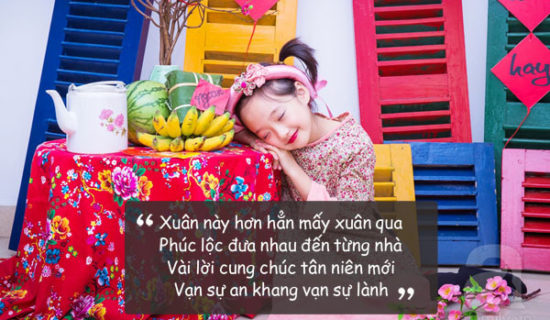 ngoan
hay
“ Xuân này hơn hẳn mấy xuân qua
Phúc lộc đưa nhau đến từng nhà
Vài lời cung chúc tân niên mới
Vạn sự an khang vạn sự lành „